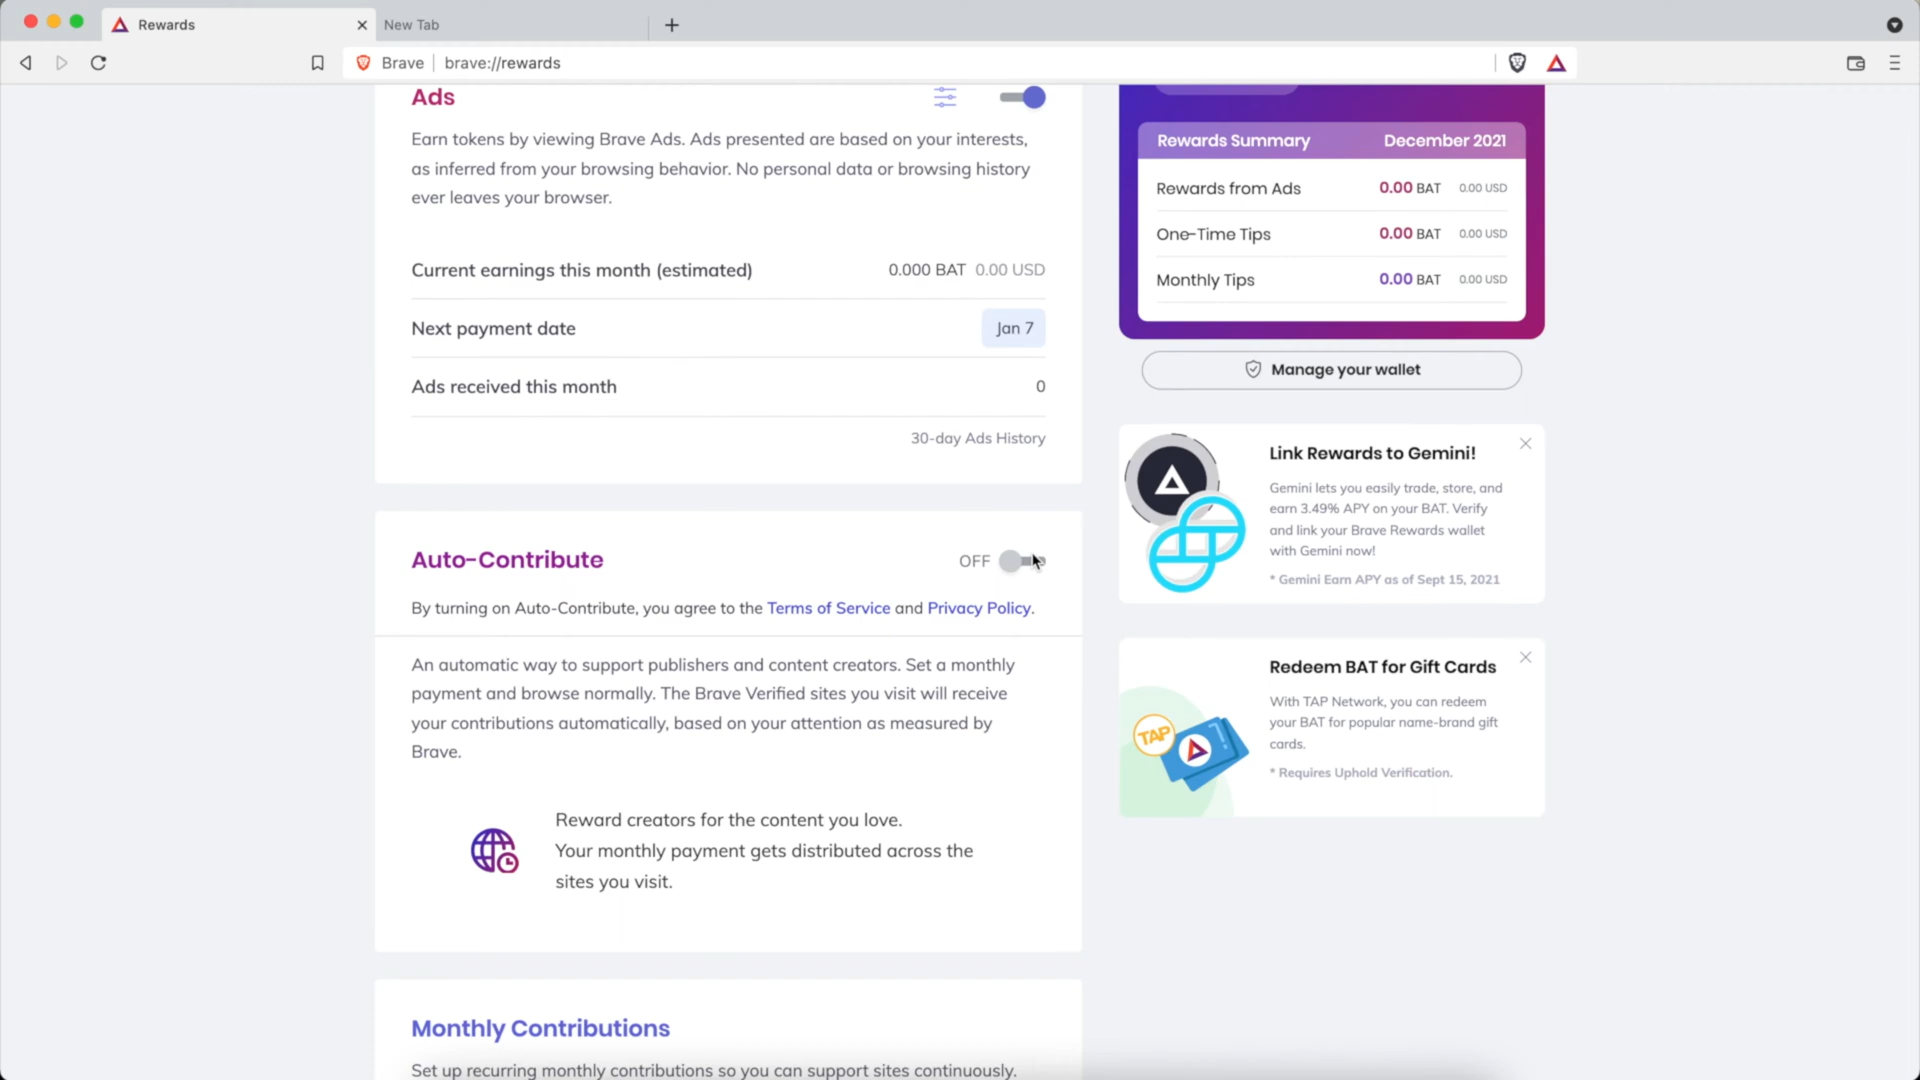 Rewards
New Tab
Brave
brave://rewards
Ads
Earn tokens by viewing Brave Ads. Ads presented are based on your interests,
as inferred from your browsing behavior. No personal data or browsing history
ever leaves your browser.
Current earnings this month (estimated) 0.000 BAT 0.00 USD
Next payment date Jan 7
Ads received this month 0
30-day Ads History
Auto-Contribute OFF
By turning on Auto-Contribute, you agree to the Terms of Service and Privacy Policy.
An automatic way to support publishers and content creators. Set a monthly
payment and browse normally. The Brave Verified sites you visit will receive
your contributions automatically, based on your attention as measured by
Brave.
Reward creators for the content you love.
Your monthly payment gets distributed across the
sites you visit.
Monthly Contributions
Set up recurring monthly contributions so you can support sites continuously.
Rewards Summary December 2021
Rewards from Ads 0.00 BAT 0.00 USD
One-Time Tips 0.00 BAT 0.00 USD
Monthly Tips 0.00 BAT 0.00 USD
Manage your wallet
Link Rewards to Gemini!
Gemini lets you easily trade, store, and
earn 3.49% APY on your BAT. Verify
and link your Brave Rewards wallet
with Gemini now!
* Gemini Earn APY as of Sept 15, 2021
Redeem BAT for Gift Cards
With TAP Network, you can redeem
your BAT for popular name-brand gift
cards.
* Requires Uphold Verification.
TAP